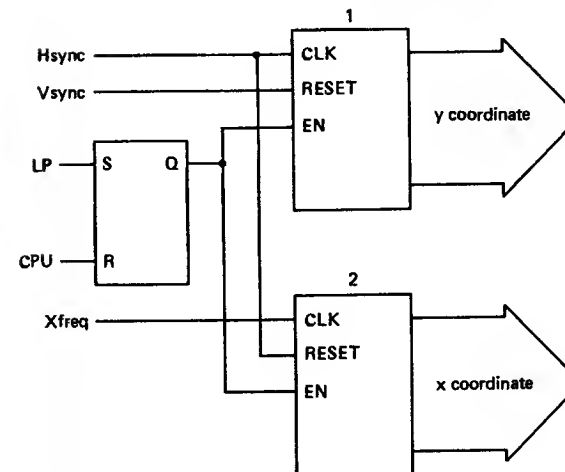 1
Hsync
CLK
Vsync
RESET
y coordinate
EN
LP
S
Q
CPU
R
2
Xfreq
CLK
RESET
x coordinate
EN